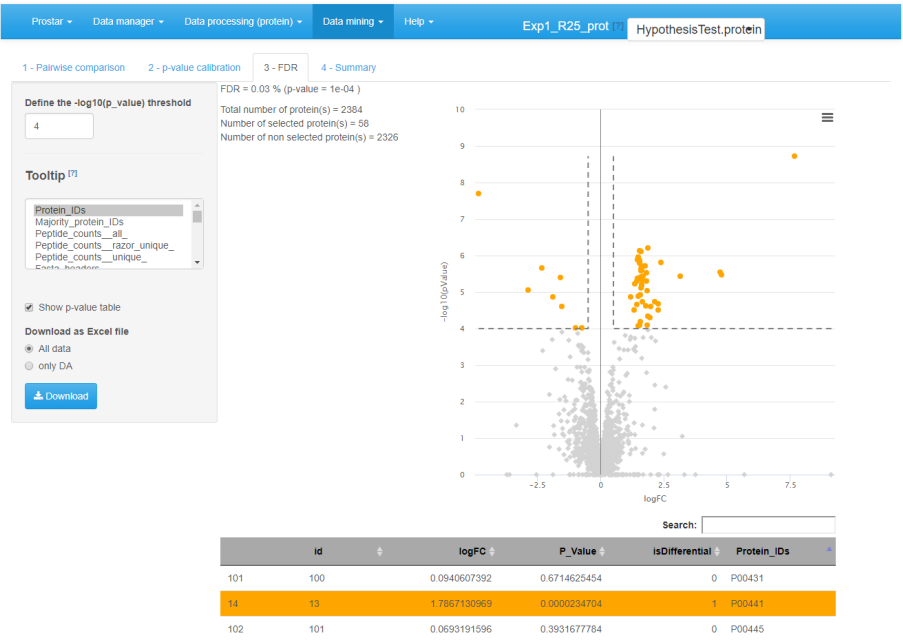 Prostar Data manager Data processing (protein) Data mining Help Exp1_R25_prot [?] HypothesisTest.protein
1 - Pairwise comparison 2 - p-value calibration 3 - FDR 4 - Summary
Define the -log10(p_value) threshold
4
Tooltip [?]
Protein_IDs
Majority_protein_IDs
Peptide_counts__all_
Peptide_counts__razor_unique_
Peptide_counts__unique_
Fasta_headers
Show p-value table
Download as Excel file
All data
only DA
Download
FDR = 0.03 % (p-value = 1e-04 )
Total number of protein(s) = 2384
Number of selected protein(s) = 58
Number of non selected protein(s) = 2326
10
9
8
7
6
5
4
3
2
1
0
-log10(pValue)
-2.5 0 2.5 5 7.5
logFC
Search:
id logFC P_Value isDifferential Protein_IDs
101 100 0.0940607392 0.6714625454 0 P00431
14 13 1.7867130969 0.0000234704 1 P00441
102 101 0.0693191596 0.3931677784 0 P00445